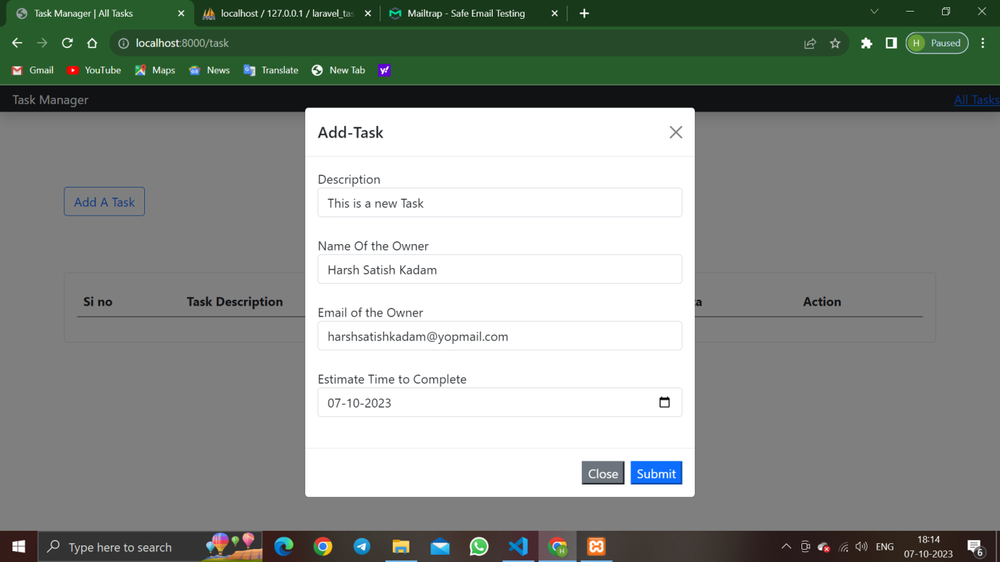 Task Manager | All Tasks
localhost / 127.0.0.1 / laravel_tas
Mailtrap - Safe Email Testing
localhost:8000/task
H Paused
Gmail YouTube Maps News Translate New Tab y!
Task Manager All Tasks
Add-Task
Description
This is a new Task
Add A Task
Name Of the Owner
Harsh Satish Kadam
Si no Task Description ta Action
Email of the Owner
harshsatishkadam@yopmail.com
Estimate Time to Complete
07-10-2023
Close Submit
Type here to search
ENG
18:14
07-10-2023
6